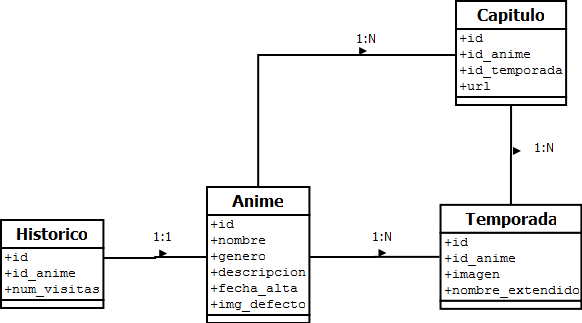 Capitulo
+id
+id_anime
+id_temporada
+url
1:N
1:N
Anime
+id
+nombre
+genero
+descripcion
+fecha_alta
+img_defecto
Historico
+id
+id_anime
+num_visitas
1:1
1:N
Temporada
+id
+id_anime
+imagen
+nombre_extendido